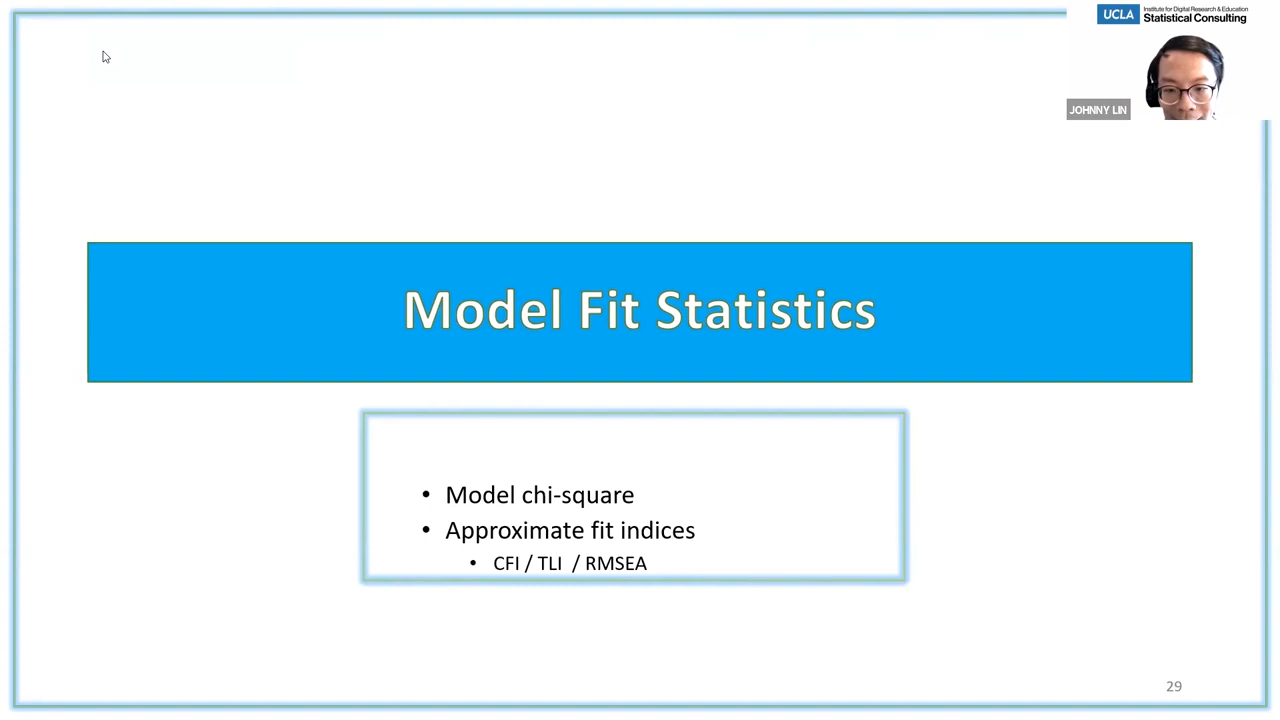 UCLA
Institute for Digital Research & Education
Statistical Consulting
JOHNNY LIN
Model Fit Statistics
• Model chi-square
• Approximate fit indices
• CFI / TLI / RMSEA
29